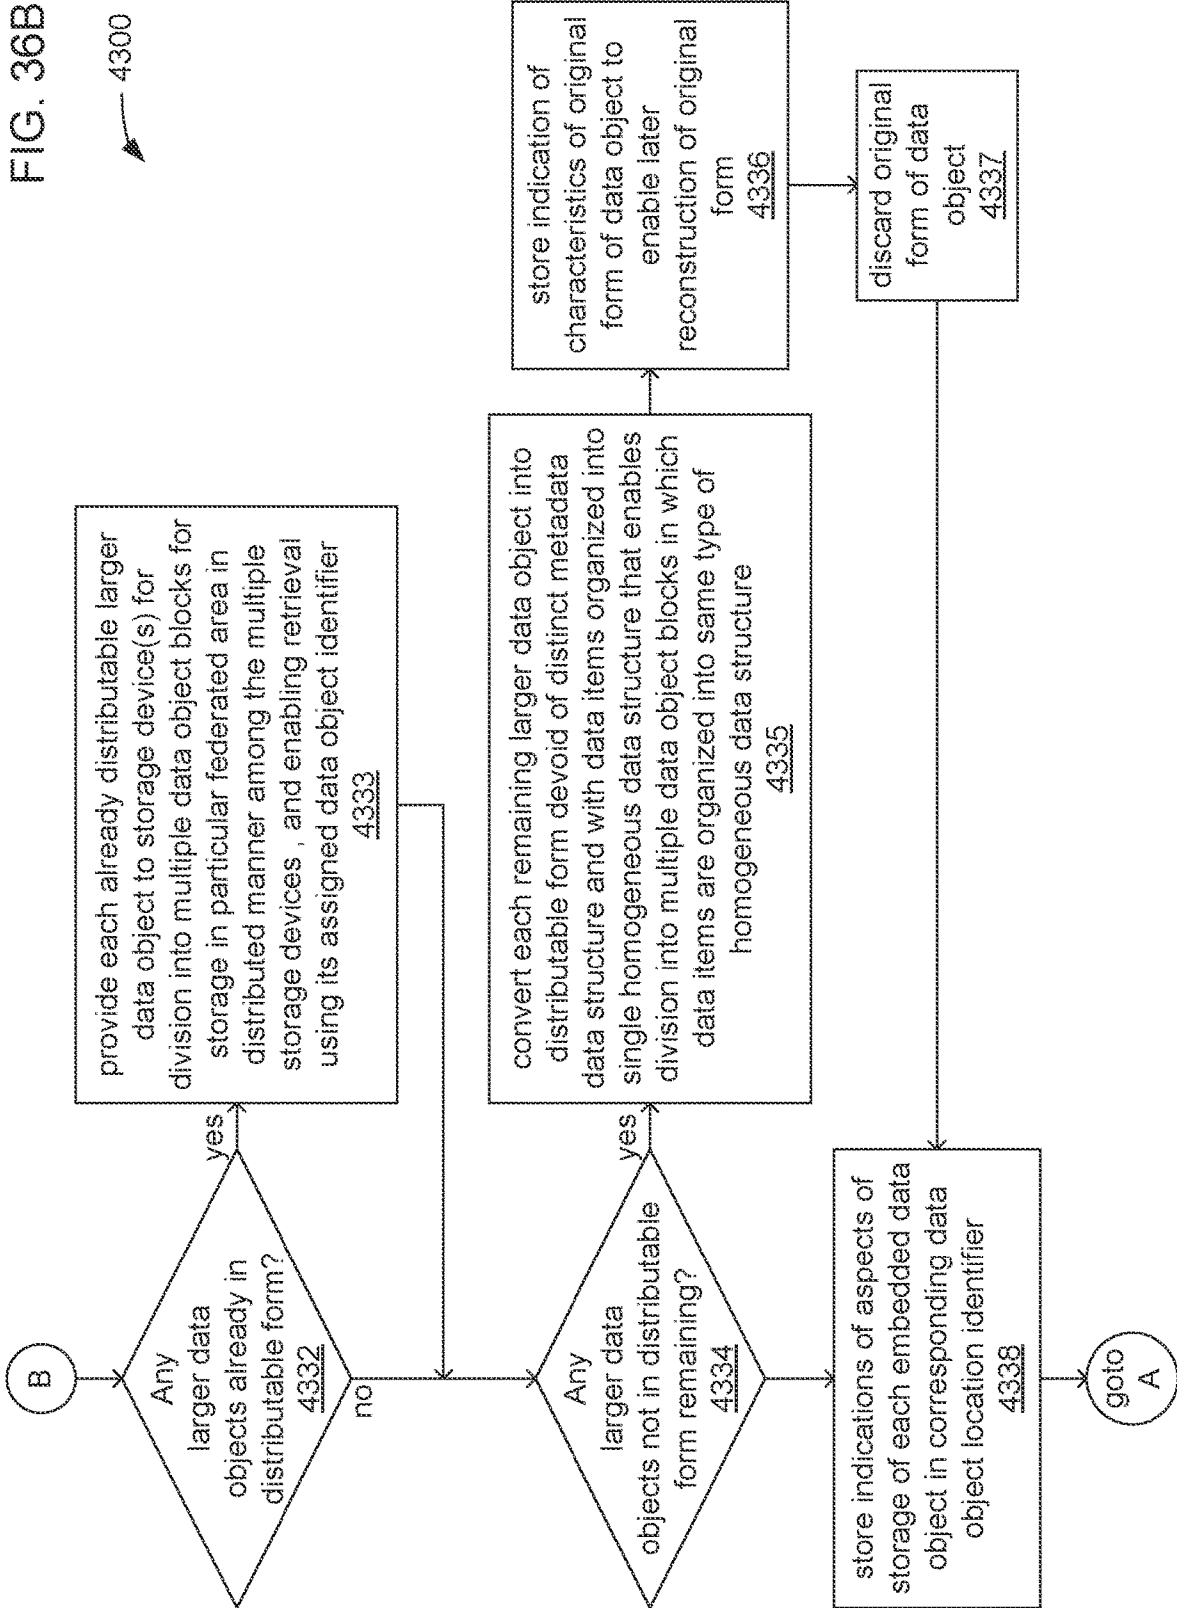 FIG. 36B
4300
B
Any
larger data
objects already in
distributable form?
4332
yes
no
provide each already distributable larger
data object to storage device(s) for
division into multiple data object blocks for
storage in particular federated area in
distributed manner among the multiple
storage devices , and enabling retrieval
using its assigned data object identifier
4333
Any
larger data
objects not in distributable
form remaining?
4334
yes
convert each remaining larger data object into
distributable form devoid of distinct metadata
data structure and with data items organized into
single homogeneous data structure that enables
division into multiple data object blocks in which
data items are organized into same type of
homogeneous data structure
4335
store indication of
characteristics of original
form of data object to
enable later
reconstruction of original
form
4336
discard original
form of data
object
4337
store indications of aspects of
storage of each embedded data
object in corresponding data
object location identifier
4338
goto
A